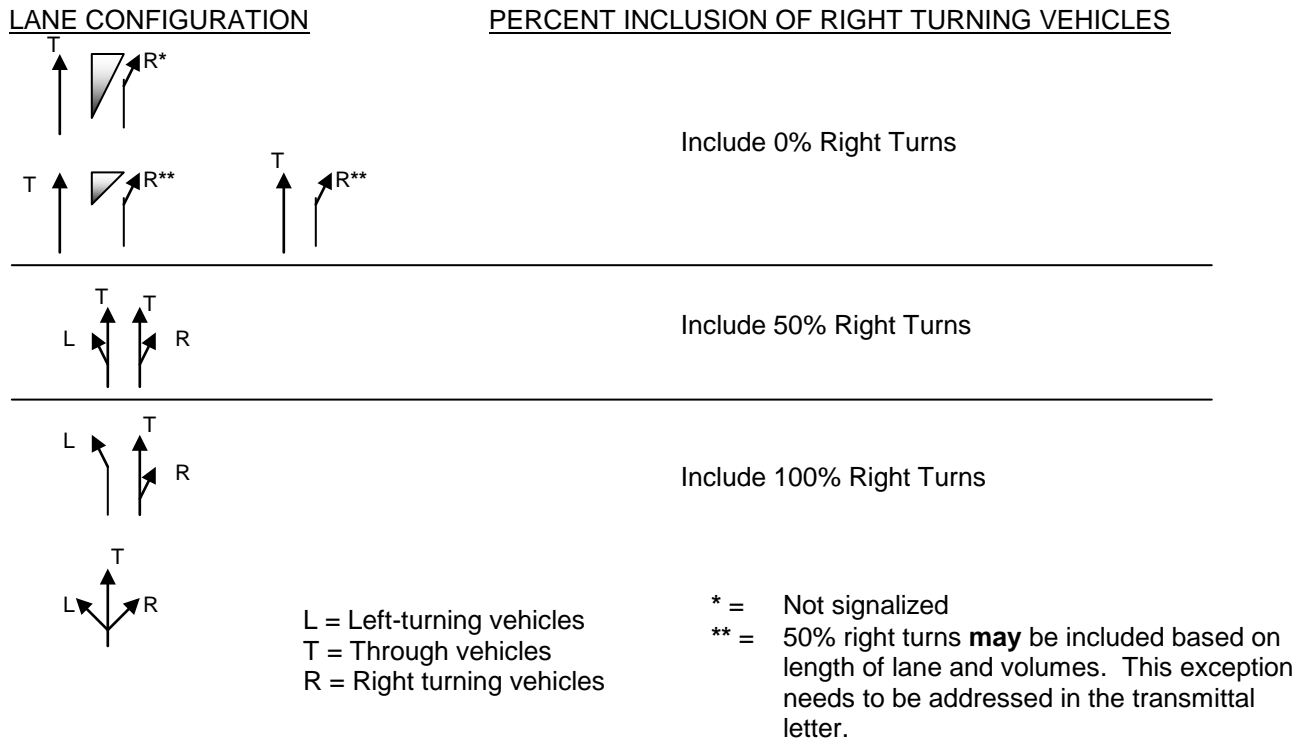 LANE CONFIGURATION PERCENT INCLUSION OF RIGHT TURNING VEHICLES
T
R*
Include 0% Right Turns
T
T R** R**
T T
L R
Include 50% Right Turns
L T
R
Include 100% Right Turns
T
L R
L = Left-turning vehicles
T = Through vehicles
R = Right turning vehicles
* = Not signalized
** = 50% right turns may be included based on
length of lane and volumes. This exception
needs to be addressed in the transmittal
letter.